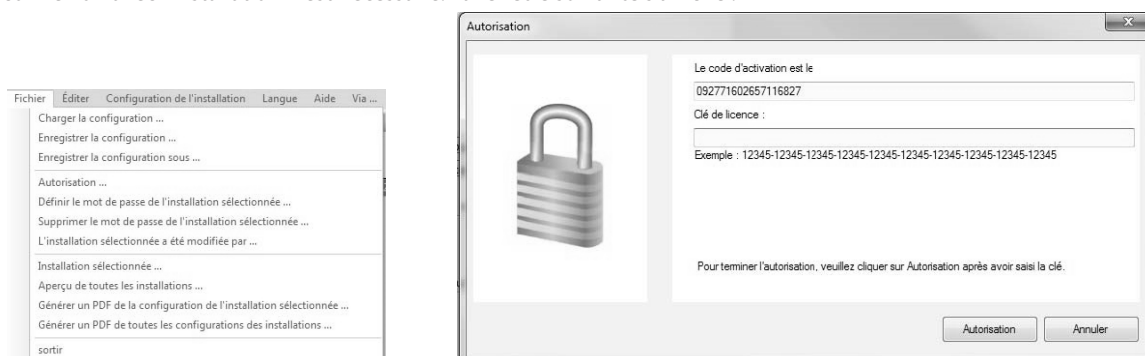 Fichier Éditer Configuration de l'installation Langue Aide Via ...
Charger la configuration ...
Enregistrer la configuration ...
Enregistrer la configuration sous ...
Autorisation ...
Définir le mot de passe de l'installation sélectionnée ...
Supprimer le mot de passe de l'installation sélectionnée ...
L'installation sélectionnée a été modifiée par ...
Installation sélectionnée ...
Aperçu de toutes les installations ...
Générer un PDF de la configuration de l'installation sélectionnée ...
Générer un PDF de toutes les configurations des installations ...
sortir
Autorisation
Le code d'activation est le
092771602657116827
Clé de licence :
Exemple : 12345-12345-12345-12345-12345-12345-12345-12345-12345-12345
Pour terminer l'autorisation, veuillez cliquer sur Autorisation après avoir saisi la clé.
Autorisation Annuler